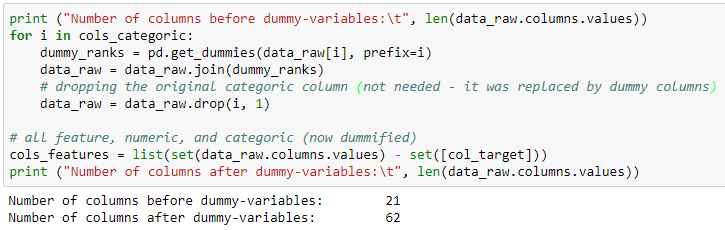 print ("Number of columns before dummy-variables:\t", len(data_raw.columns.values))
for i in cols_categoric:
    dummy_ranks = pd.get_dummies(data_raw[i], prefix=i)
    data_raw = data_raw.join(dummy_ranks)
    # dropping the original categoric column (not needed - it was replaced by dummy columns)
    data_raw = data_raw.drop(i, 1)

# all feature, numeric, and categoric (now dummified)
cols_features = list(set(data_raw.columns.values) - set([col_target]))
print ("Number of columns after dummy-variables:\t", len(data_raw.columns.values))
Number of columns before dummy-variables:        21
Number of columns after dummy-variables:         62